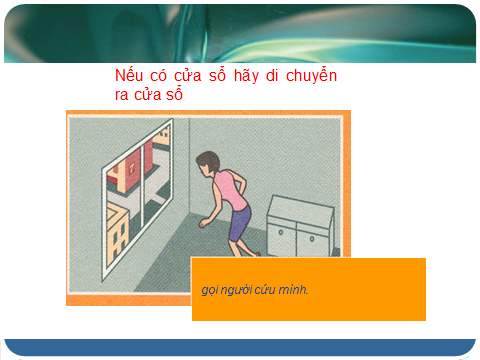 Nếu có cửa sổ hãy di chuyển
ra cửa sổ
gọi người cứu mình.